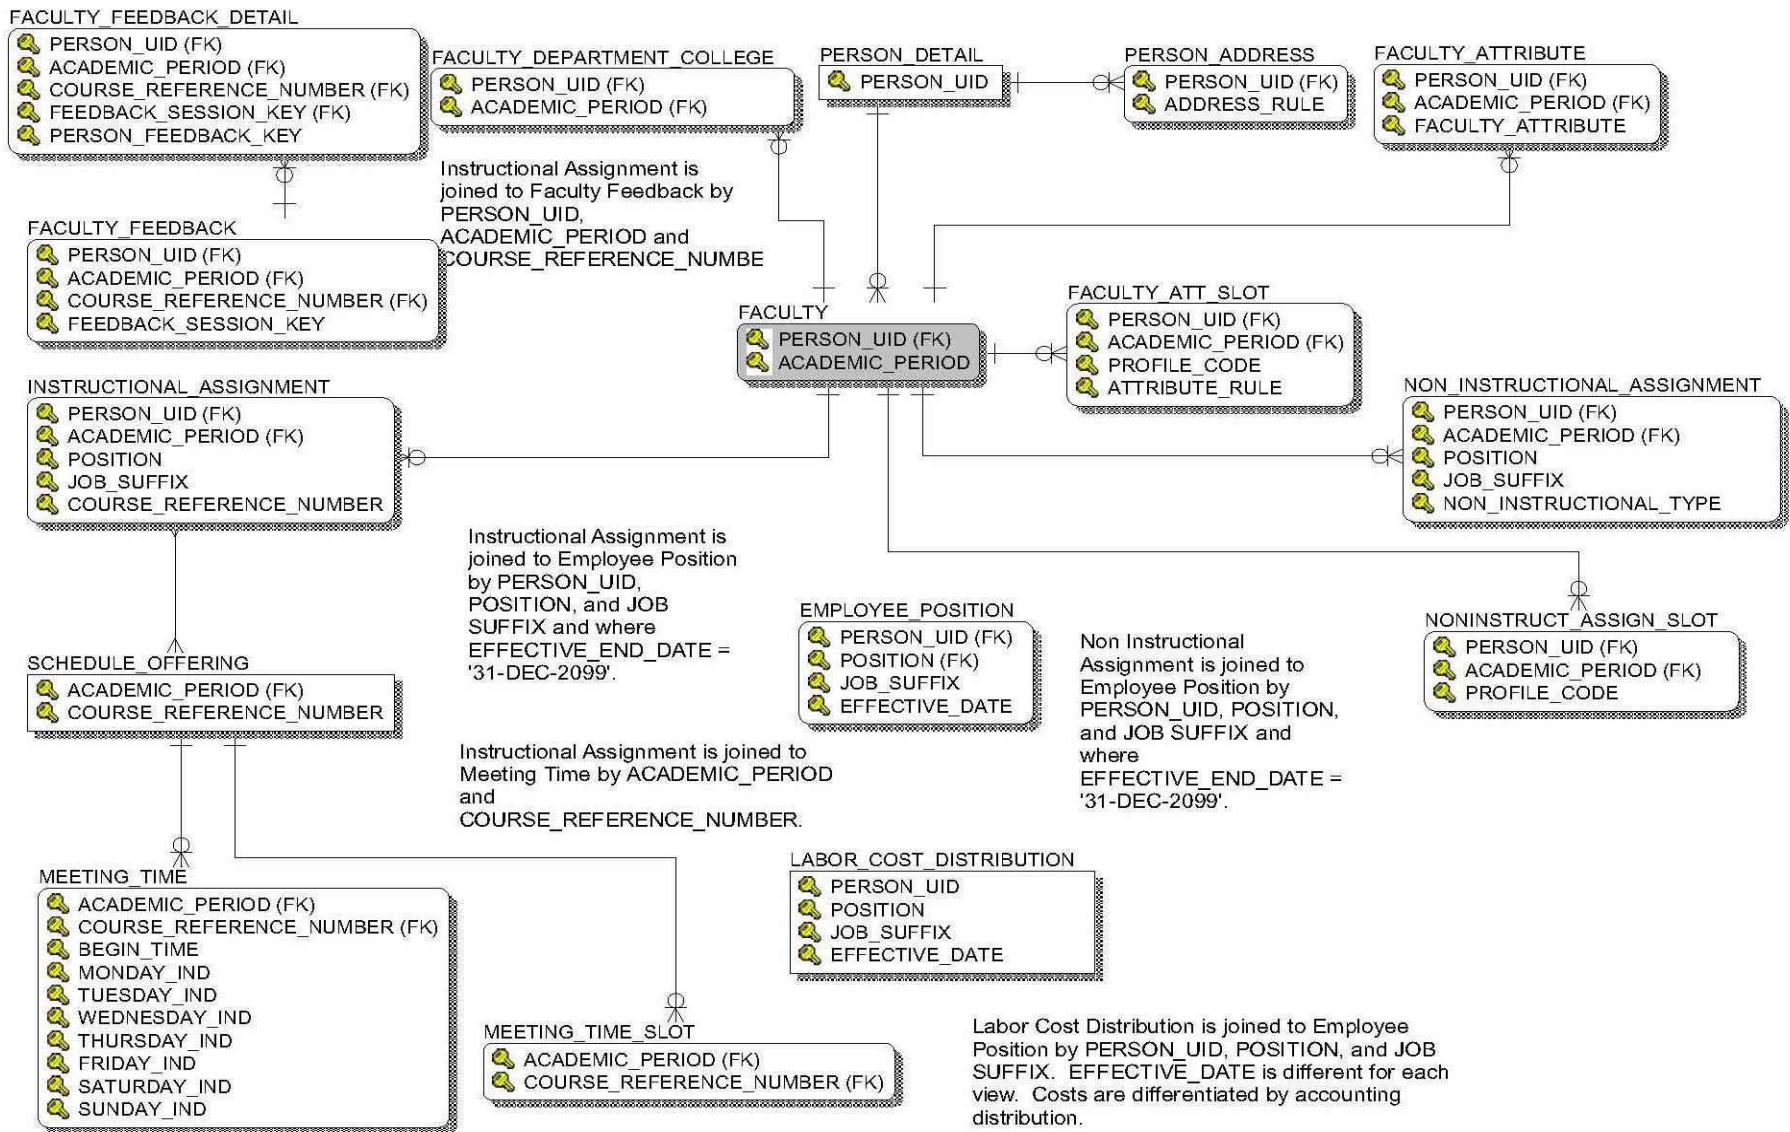 FACULTY_FEEDBACK_DETAIL
PERSON_UID (FK)
ACADEMIC_PERIOD (FK)
COURSE_REFERENCE_NUMBER (FK)
FEEDBACK_SESSION_KEY (FK)
PERSON_FEEDBACK_KEY
FACULTY_DEPARTMENT_COLLEGE
PERSON_UID (FK)
ACADEMIC_PERIOD (FK)
PERSON_DETAIL
PERSON_UID
PERSON_ADDRESS
PERSON_UID (FK)
ADDRESS_RULE
FACULTY_ATTRIBUTE
PERSON_UID (FK)
ACADEMIC_PERIOD (FK)
FACULTY_ATTRIBUTE
Instructional Assignment is
joined to Faculty Feedback by
PERSON_UID,
ACADEMIC_PERIOD and
COURSE_REFERENCE_NUMBE
FACULTY_FEEDBACK
PERSON_UID (FK)
ACADEMIC_PERIOD (FK)
COURSE_REFERENCE_NUMBER (FK)
FEEDBACK_SESSION_KEY
FACULTY
PERSON_UID (FK)
ACADEMIC_PERIOD
FACULTY_ATT_SLOT
PERSON_UID (FK)
ACADEMIC_PERIOD (FK)
PROFILE_CODE
ATTRIBUTE_RULE
INSTRUCTIONAL_ASSIGNMENT
PERSON_UID (FK)
ACADEMIC_PERIOD (FK)
POSITION
JOB_SUFFIX
COURSE_REFERENCE_NUMBER
NON_INSTRUCTIONAL_ASSIGNMENT
PERSON_UID (FK)
ACADEMIC_PERIOD (FK)
POSITION
JOB_SUFFIX
NON_INSTRUCTIONAL_TYPE
Instructional Assignment is
joined to Employee Position
by PERSON_UID,
POSITION, and JOB
SUFFIX and where
EFFECTIVE_END_DATE =
'31-DEC-2099'.
EMPLOYEE_POSITION
PERSON_UID (FK)
POSITION (FK)
JOB_SUFFIX
EFFECTIVE_DATE
Non Instructional
Assignment is joined to
Employee Position by
PERSON_UID, POSITION,
and JOB SUFFIX and
where
EFFECTIVE_END_DATE =
'31-DEC-2099'.
NONINSTRUCT_ASSIGN_SLOT
PERSON_UID (FK)
ACADEMIC_PERIOD (FK)
PROFILE_CODE
SCHEDULE_OFFERING
ACADEMIC_PERIOD (FK)
COURSE_REFERENCE_NUMBER
Instructional Assignment is joined to
Meeting Time by ACADEMIC_PERIOD
and
COURSE_REFERENCE_NUMBER.
MEETING_TIME
ACADEMIC_PERIOD (FK)
COURSE_REFERENCE_NUMBER (FK)
BEGIN_TIME
MONDAY_IND
TUESDAY_IND
WEDNESDAY_IND
THURSDAY_IND
FRIDAY_IND
SATURDAY_IND
SUNDAY_IND
LABOR_COST_DISTRIBUTION
PERSON_UID
POSITION
JOB_SUFFIX
EFFECTIVE_DATE
MEETING_TIME_SLOT
ACADEMIC_PERIOD (FK)
COURSE_REFERENCE_NUMBER (FK)
Labor Cost Distribution is joined to Employee
Position by PERSON_UID, POSITION, and JOB
SUFFIX.  EFFECTIVE_DATE is different for each
view.  Costs are differentiated by accounting
distribution.